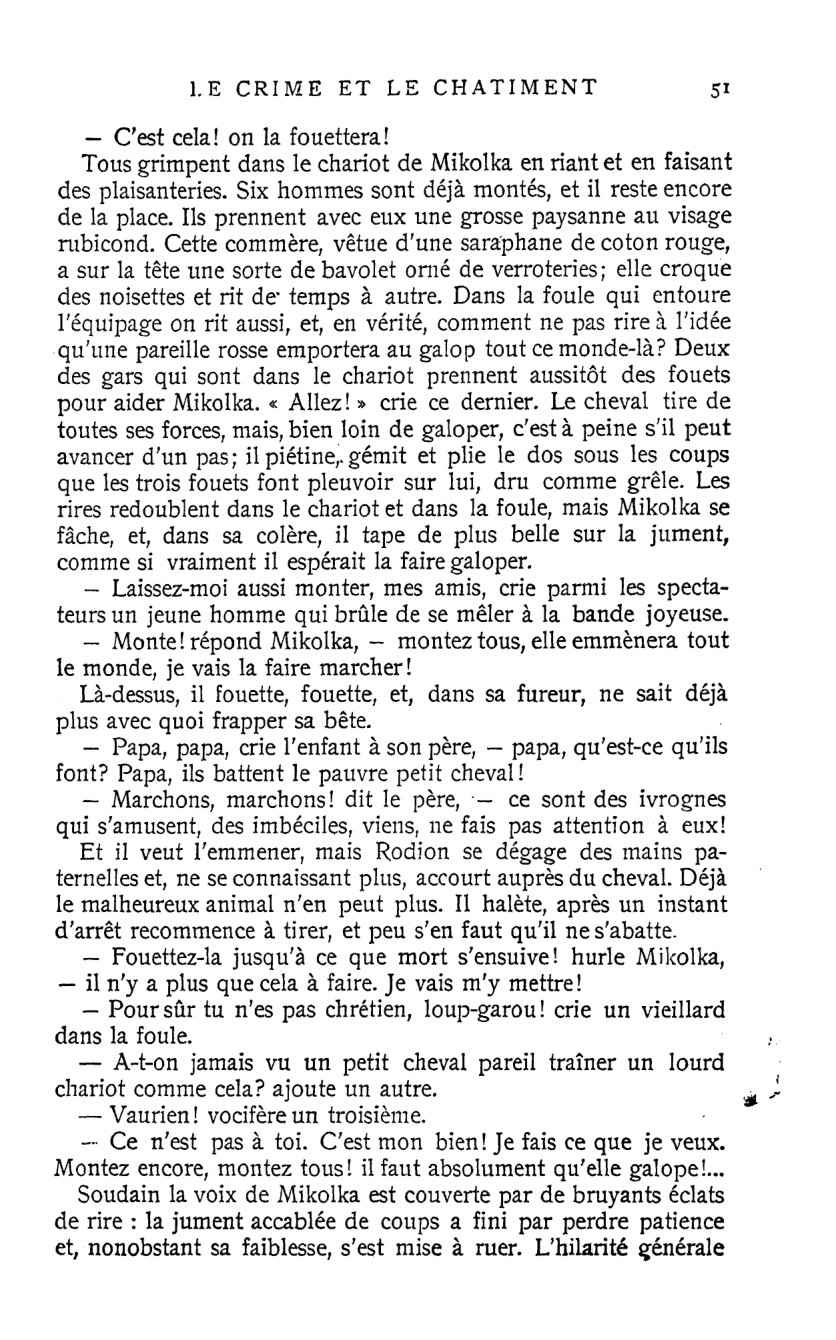 LE CRIME ET LE CHATIMENT 51
— C'est cela! on la fouettera!
Tous grimpent dans le chariot de Mikolka en riant et en faisant
des plaisanteries. Six hommes sont déjà montés, et il reste encore
de la place. Ils prennent avec eux une grosse paysanne au visage
rubicond. Cette commère, vêtue d'une saraphane de coton rouge,
a sur la tête une sorte de bavolet orné de verroteries; elle croque
des noisettes et rit de temps à autre. Dans la foule qui entoure
l'équipage on rit aussi, et, en vérité, comment ne pas rire à l'idée
qu'une pareille rosse emportera au galop tout ce monde-là? Deux
des gars qui sont dans le chariot prennent aussitôt des fouets
pour aider Mikolka. « Allez! » crie ce dernier. Le cheval tire de
toutes ses forces, mais, bien loin de galoper, c'est à peine s'il peut
avancer d'un pas; il piétine, gémit et plie le dos sous les coups
que les trois fouets font pleuvoir sur lui, dru comme grêle. Les
rires redoublent dans le chariot et dans la foule, mais Mikolka se
fâche, et, dans sa colère, il tape de plus belle sur la jument,
comme si vraiment il espérait la faire galoper.
— Laissez-moi aussi monter, mes amis, crie parmi les specta-
teurs un jeune homme qui brûle de se mêler à la bande joyeuse.
— Monte! répond Mikolka, — montez tous, elle emmènera tout
le monde, je vais la faire marcher!
Là-dessus, il fouette, fouette, et, dans sa fureur, ne sait déjà
plus avec quoi frapper sa bête.
— Papa, papa, crie l'enfant à son père, — papa, qu'est-ce qu'ils
font? Papa, ils battent le pauvre petit cheval!
— Marchons, marchons! dit le père, — ce sont des ivrognes
qui s'amusent, des imbéciles, viens, ne fais pas attention à eux!
Et il veut l'emmener, mais Rodion se dégage des mains pa-
ternelles et, ne se connaissant plus, accourt auprès du cheval. Déjà
le malheureux animal n'en peut plus. Il halète, après un instant
d'arrêt recommence à tirer, et peu s'en faut qu'il ne s'abatte.
— Fouettez-la jusqu'à ce que mort s'ensuive! hurle Mikolka,
— il n'y a plus que cela à faire. Je vais m'y mettre!
— Pour sûr tu n'es pas chrétien, loup-garou! crie un vieillard
dans la foule.
— A-t-on jamais vu un petit cheval pareil traîner un lourd
chariot comme cela? ajoute un autre.
— Vaurien! vocifère un troisième.
— Ce n'est pas à toi. C'est mon bien! Je fais ce que je veux.
Montez encore, montez tous! il faut absolument qu'elle galope!...
Soudain la voix de Mikolka est couverte par de bruyants éclats
de rire : la jument accablée de coups a fini par perdre patience
et, nonobstant sa faiblesse, s'est mise à ruer. L'hilarité générale